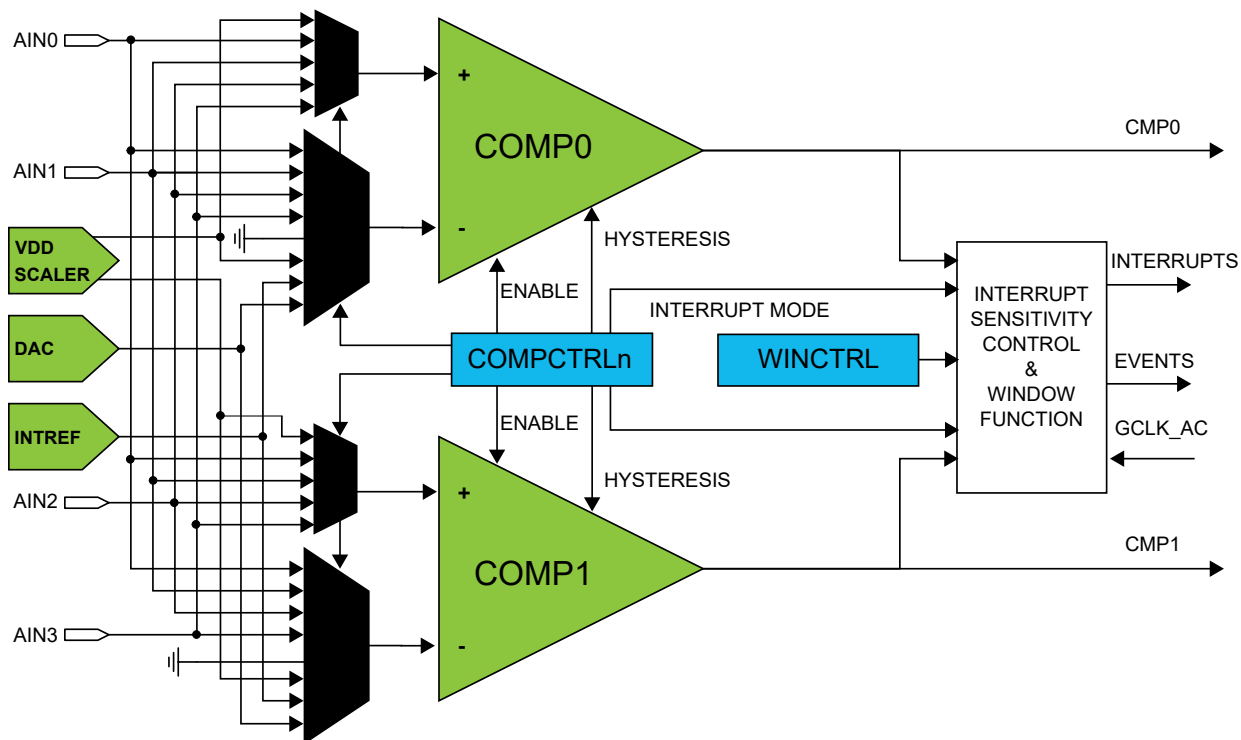 AIN0
+
COMP0
-
CMP0
AIN1
VDD
SCALER
HYSTERESIS
ENABLE
INTERRUPT MODE
INTERRUPT
SENSITIVITY
CONTROL
&
WINDOW
FUNCTION
INTERRUPTS
EVENTS
GCLK_AC
DAC
COMPCTRLn
WINCTRL
INTREF
ENABLE
HYSTERESIS
AIN2
+
COMP1
-
CMP1
AIN3